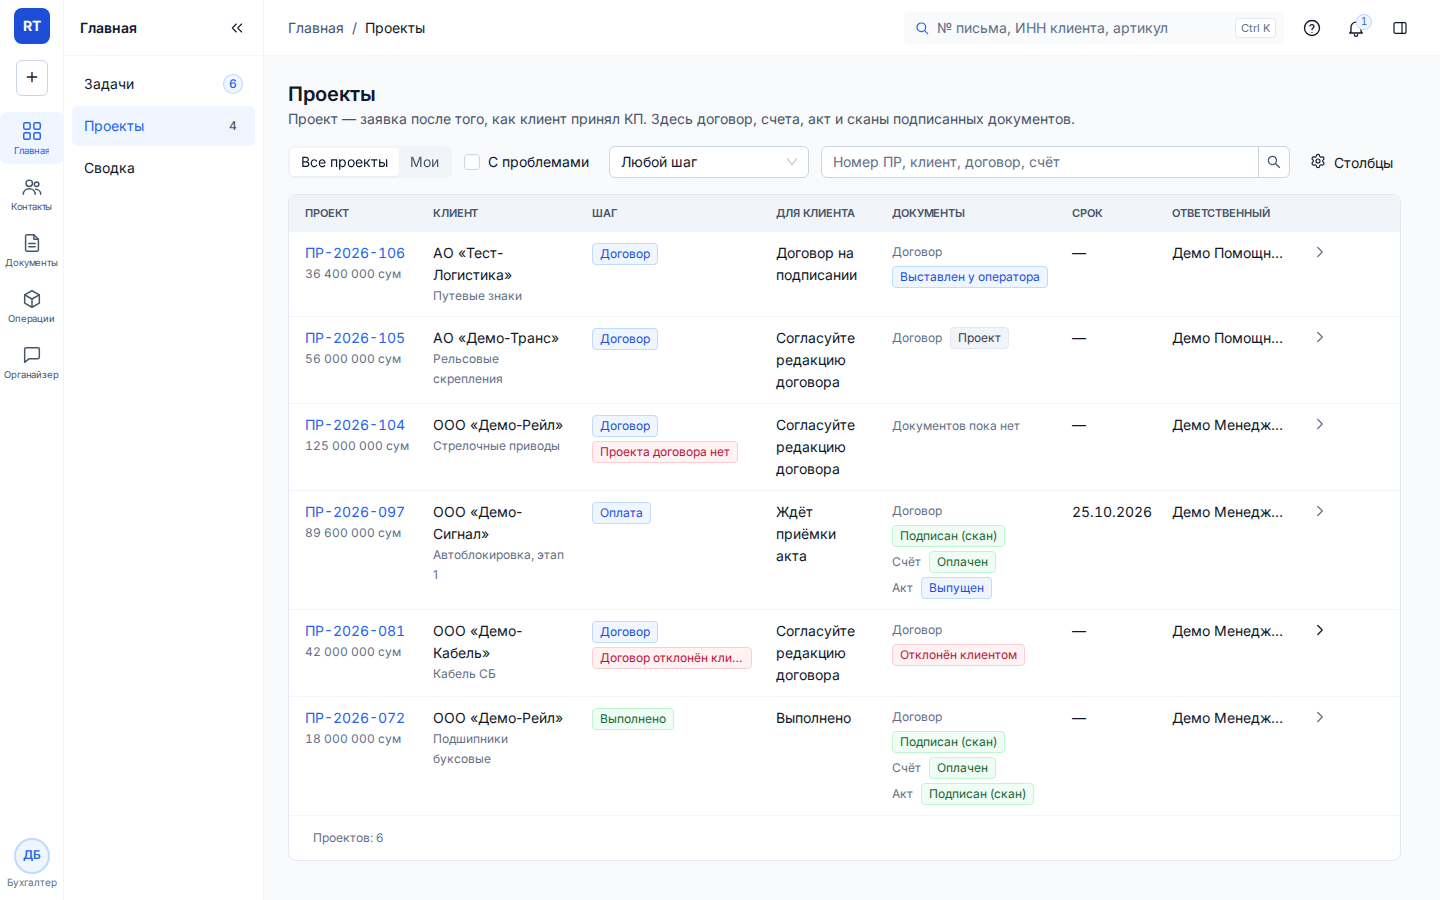 RT
Главная
Главная / Проекты
№ письма, ИНН клиента, артикул
Ctrl K
1
Главная
Контакты
Документы
Операции
Органайзер
Задачи
6
Проекты
4
Сводка
Проекты
Проект — заявка после того, как клиент принял КП. Здесь договор, счета, акт и сканы подписанных документов.
Все проекты
Мои
С проблемами
Любой шаг
Номер ПР, клиент, договор, счёт
Столбцы
ПРОЕКТ
КЛИЕНТ
ШАГ
ДЛЯ КЛИЕНТА
ДОКУМЕНТЫ
СРОК
ОТВЕТСТВЕННЫЙ
ПР-2026-106
36 400 000 сум
АО «Тест-
Логистика»
Путевые знаки
Договор
Договор на
подписании
Договор
Выставлен у оператора
—
Демо Помощн...
ПР-2026-105
56 000 000 сум
АО «Демо-Транс»
Рельсовые
скрепления
Договор
Согласуйте
редакцию
договора
Договор Проект
—
Демо Помощн...
ПР-2026-104
125 000 000 сум
ООО «Демо-Рейл»
Стрелочные приводы
Договор
Проекта договора нет
Согласуйте
редакцию
договора
Документов пока нет
—
Демо Менедж...
ПР-2026-097
89 600 000 сум
ООО «Демо-
Сигнал»
Автоблокировка, этап
1
Оплата
Ждёт
приёмки
акта
Договор
Подписан (скан)
Счёт Оплачен
Акт Выпущен
25.10.2026
Демо Менедж...
ПР-2026-081
42 000 000 сум
ООО «Демо-
Кабель»
Кабель СБ
Договор
Договор отклонён кли...
Согласуйте
редакцию
договора
Договор
Отклонён клиентом
—
Демо Менедж...
ПР-2026-072
18 000 000 сум
ООО «Демо-Рейл»
Подшипники
буксовые
Выполнено
Выполнено
Договор
Подписан (скан)
Счёт Оплачен
Акт Подписан (скан)
—
Демо Менедж...
Проектов: 6
ДБ
Бухгалтер